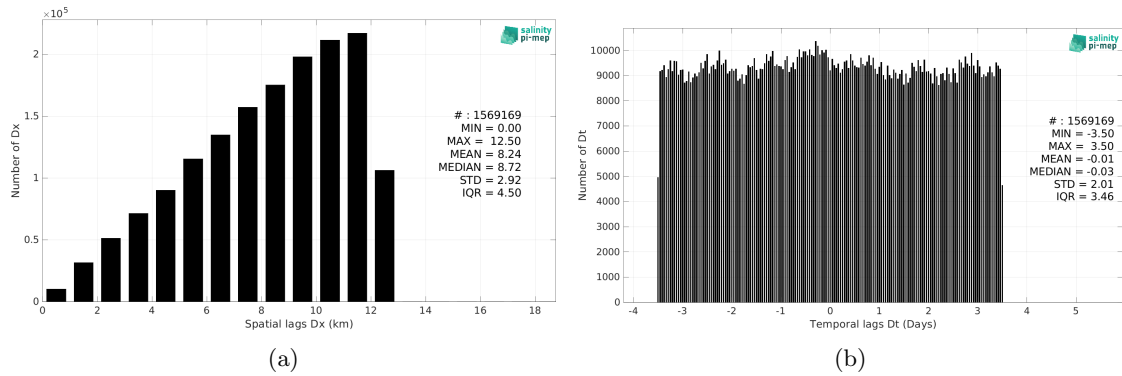 ×10^5
salinity
pi-mep
2
1.5
1
0.5
0
Number of Dx
# : 1569169
MIN = 0.00
MAX = 12.50
MEAN = 8.24
MEDIAN = 8.72
STD = 2.92
IQR = 4.50
0 2 4 6 8 10 12 14 16 18
Spatial lags Dx (km)
(a)
salinity
pi-mep
10000
9000
8000
7000
6000
5000
4000
3000
2000
1000
0
Number of Dt
# : 1569169
MIN = -3.50
MAX = 3.50
MEAN = -0.01
MEDIAN = -0.03
STD = 2.01
IQR = 3.46
-4 -3 -2 -1 0 1 2 3 4 5
Temporal lags Dt (Days)
(b)